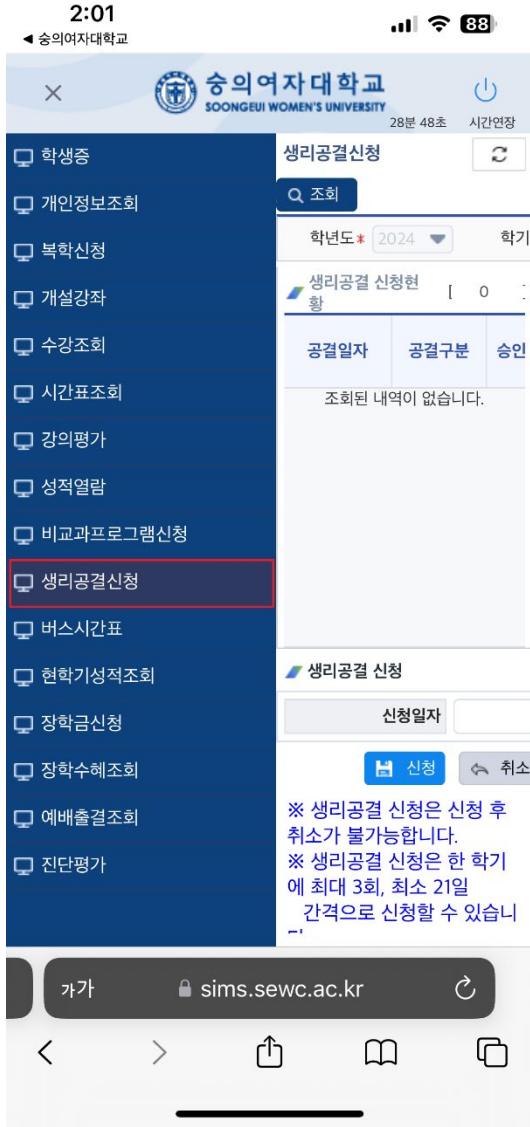 2:01
88
◀ 숭의여자대학교
숭의여자대학교
SOONGEUI WOMEN'S UNIVERSITY
28분 48초 시간연장
학생증
개인정보조회
복학신청
개설강좌
수강조회
시간표조회
강의평가
성적열람
비교과프로그램신청
생리공결신청
버스시간표
현학기성적조회
장학금신청
장학수혜조회
예배출결조회
진단평가
생리공결신청
조회
학년도* 2024 학기
생리공결 신청현
황
[ 0
공결일자 공결구분 승인
조회된 내역이 없습니다.
생리공결 신청
신청일자
신청 취소
※ 생리공결 신청은 신청 후
취소가 불가능합니다.
※ 생리공결 신청은 한 학기
에 최대 3회, 최소 21일
간격으로 신청할 수 있습니
가가 sims.sewc.ac.kr